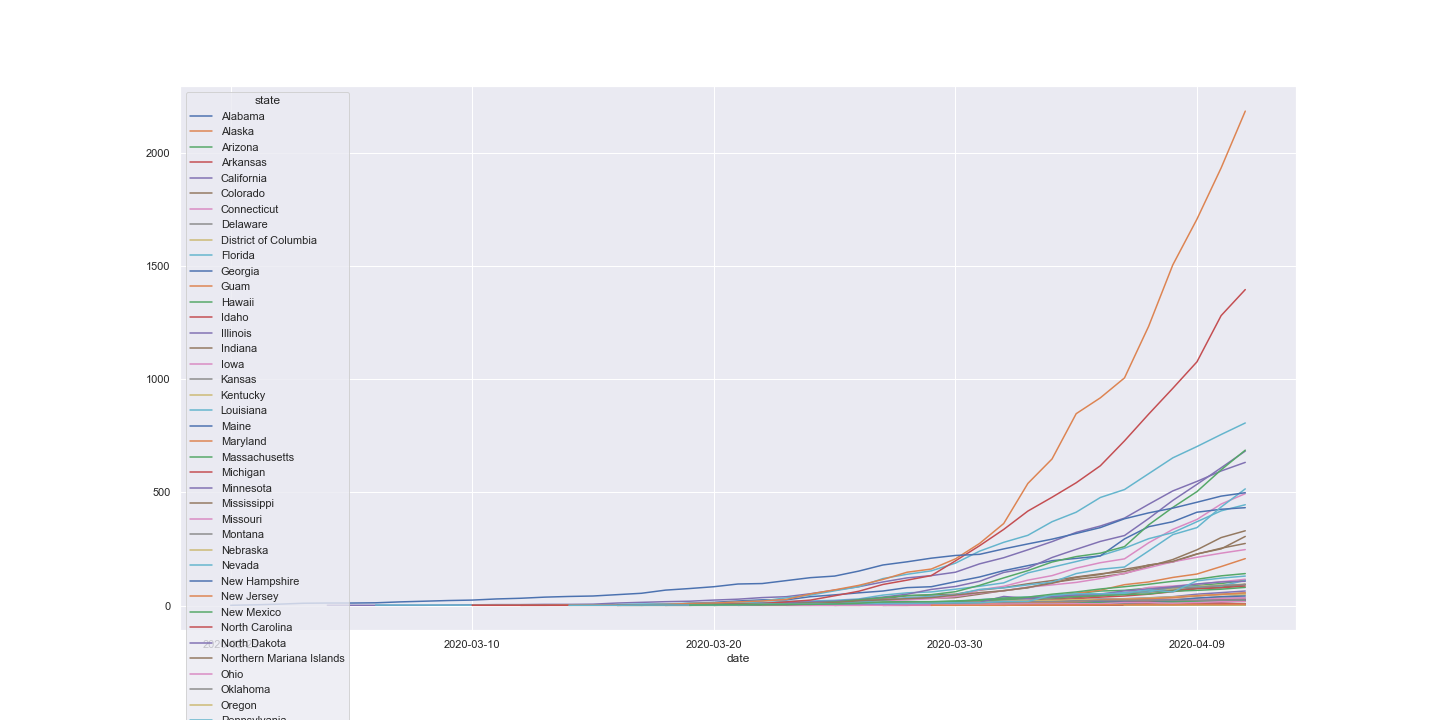 state
Alabama
Alaska
Arizona
Arkansas
California
Colorado
Connecticut
Delaware
District of Columbia
Florida
Georgia
Guam
Hawaii
Idaho
Illinois
Indiana
Iowa
Kansas
Kentucky
Louisiana
Maine
Maryland
Massachusetts
Michigan
Minnesota
Mississippi
Missouri
Montana
Nebraska
Nevada
New Hampshire
New Jersey
New Mexico
North Carolina
North Dakota
Northern Mariana Islands
Ohio
Oklahoma
Oregon
Pennsylvania
2000
1500
1000
500
0
2020-03-10
2020-03-20
2020-03-30
2020-04-09
date